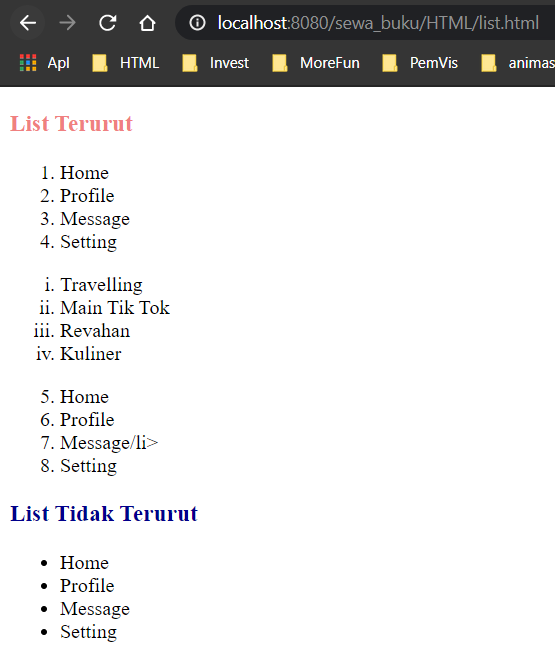 localhost:8080/sewa_buku/HTML/list.html
Apl HTML Invest MoreFun PemVis animas
List Terurut
1. Home
2. Profile
3. Message
4. Setting
i. Travelling
ii. Main Tik Tok
iii. Revahan
iv. Kuliner
5. Home
6. Profile
7. Message/li>
8. Setting
List Tidak Terurut
• Home
• Profile
• Message
• Setting